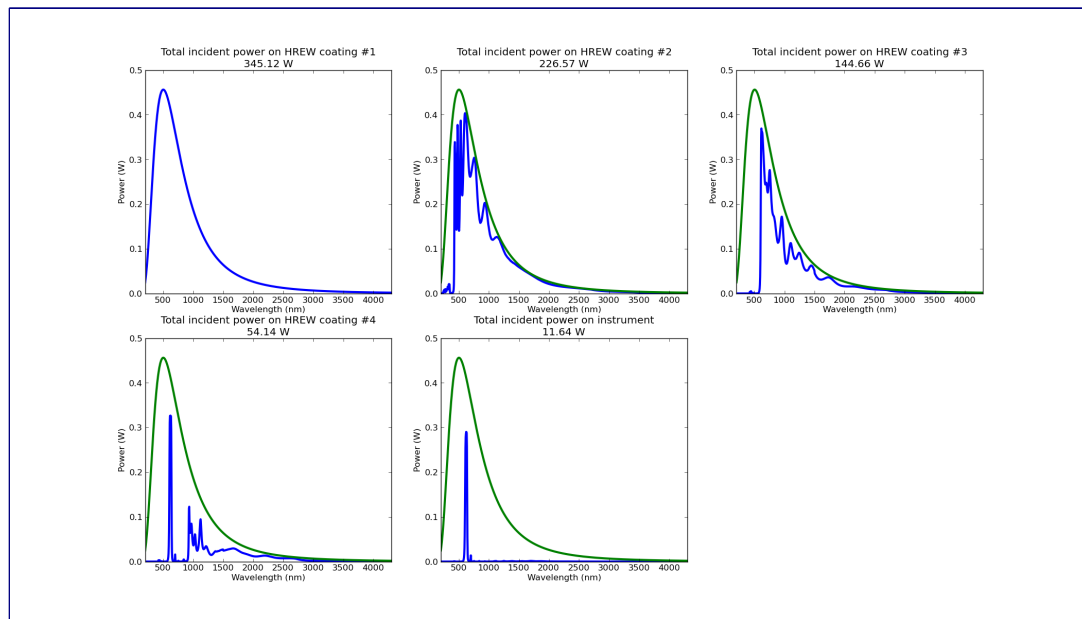 Total incident power on HREW coating #1
345.12 W
Power (W)
0.5
0.4
0.3
0.2
0.1
0.0
500 1000 1500 2000 2500 3000 3500 4000
Wavelength (nm)
Total incident power on HREW coating #2
226.57 W
Power (W)
0.5
0.4
0.3
0.2
0.1
0.0
500 1000 1500 2000 2500 3000 3500 4000
Wavelength (nm)
Total incident power on HREW coating #3
144.66 W
Power (W)
0.5
0.4
0.3
0.2
0.1
0.0
500 1000 1500 2000 2500 3000 3500 4000
Wavelength (nm)
Total incident power on HREW coating #4
54.14 W
Power (W)
0.5
0.4
0.3
0.2
0.1
0.0
500 1000 1500 2000 2500 3000 3500 4000
Wavelength (nm)
Total incident power on instrument
11.64 W
Power (W)
0.5
0.4
0.3
0.2
0.1
0.0
500 1000 1500 2000 2500 3000 3500 4000
Wavelength (nm)